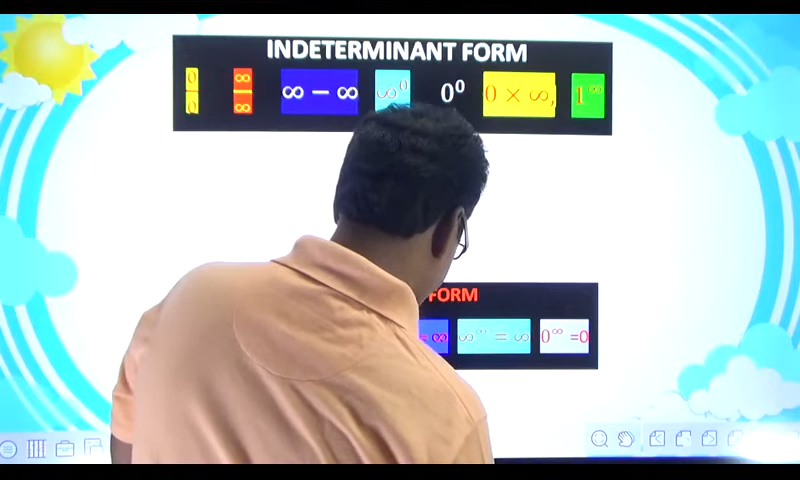 INDETERMINANT FORM
0/0 ∞/∞ ∞ − ∞ ∞⁰ 0⁰ 0 × ∞, 1^∞
FORM
= ∞ ∞^∞ = ∞ 0^∞ =0